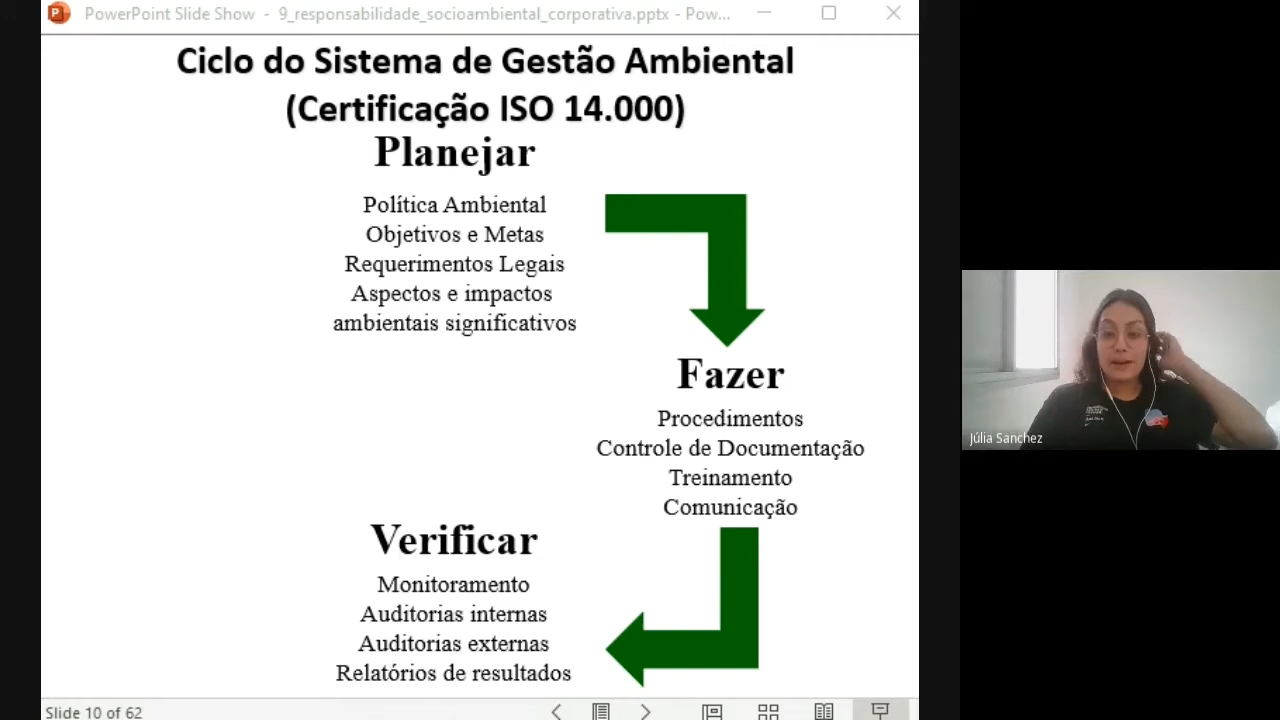 PowerPoint Slide Show - 9_responsabilidade_socioambiental_corporativa.pptx - Pow...
Ciclo do Sistema de Gestão Ambiental
(Certificação ISO 14.000)
Planejar
Política Ambiental
Objetivos e Metas
Requerimentos Legais
Aspectos e impactos
ambientais significativos
Fazer
Procedimentos
Controle de Documentação
Treinamento
Comunicação
Verificar
Monitoramento
Auditorias internas
Auditorias externas
Relatórios de resultados
Slide 10 of 62
Júlia Sanchez